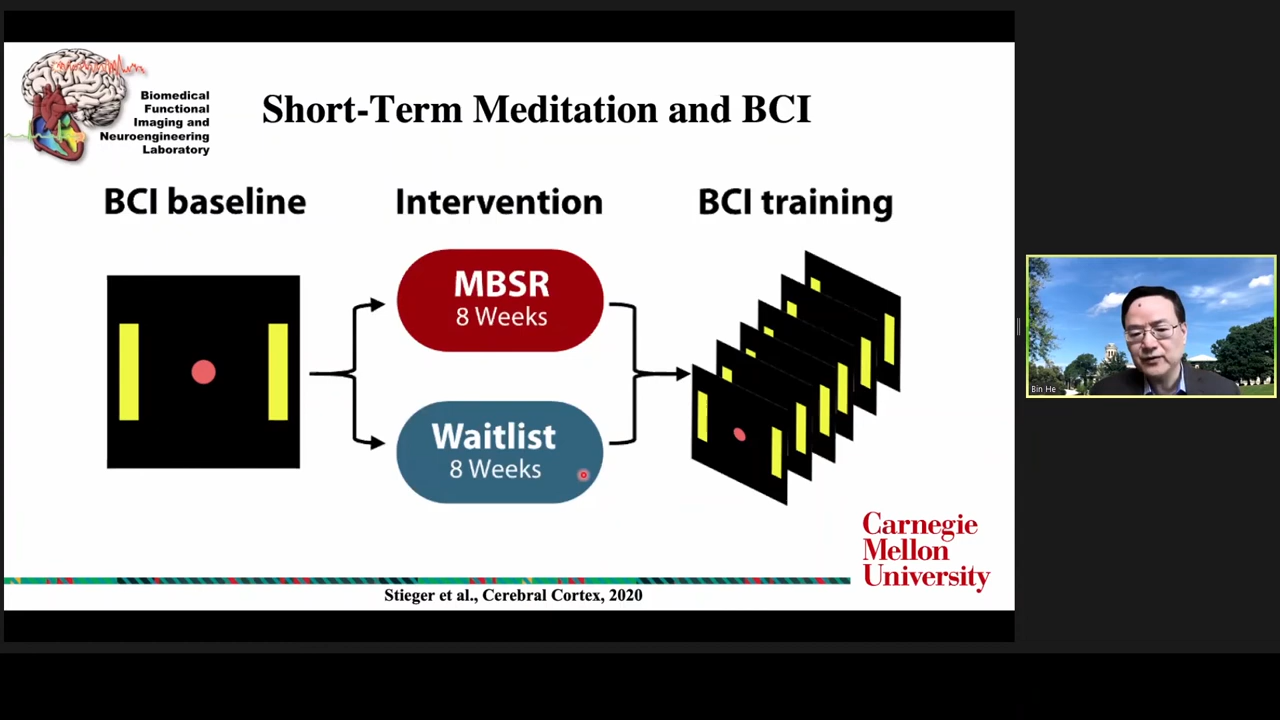 Biomedical
Functional
Imaging and
Neuroengineering
Laboratory
Short-Term Meditation and BCI
BCI baseline
Intervention
BCI training
MBSR
8 Weeks
Waitlist
8 Weeks
Carnegie
Mellon
University
Stieger et al., Cerebral Cortex, 2020
Bin He